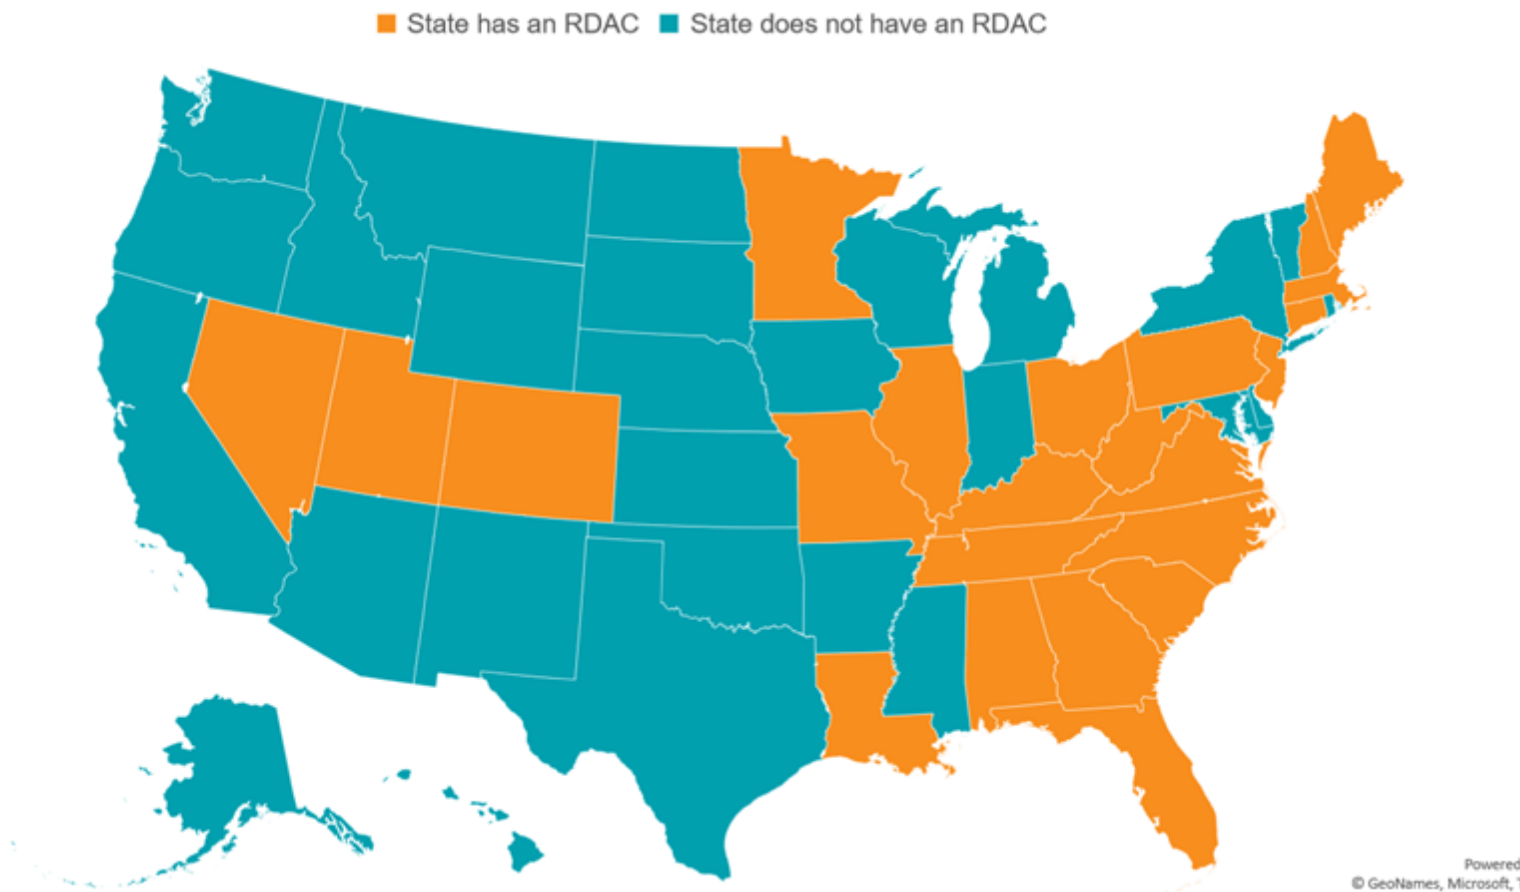 State has an RDAC State does not have an RDAC
Powered
© GeoNames, Microsoft, T